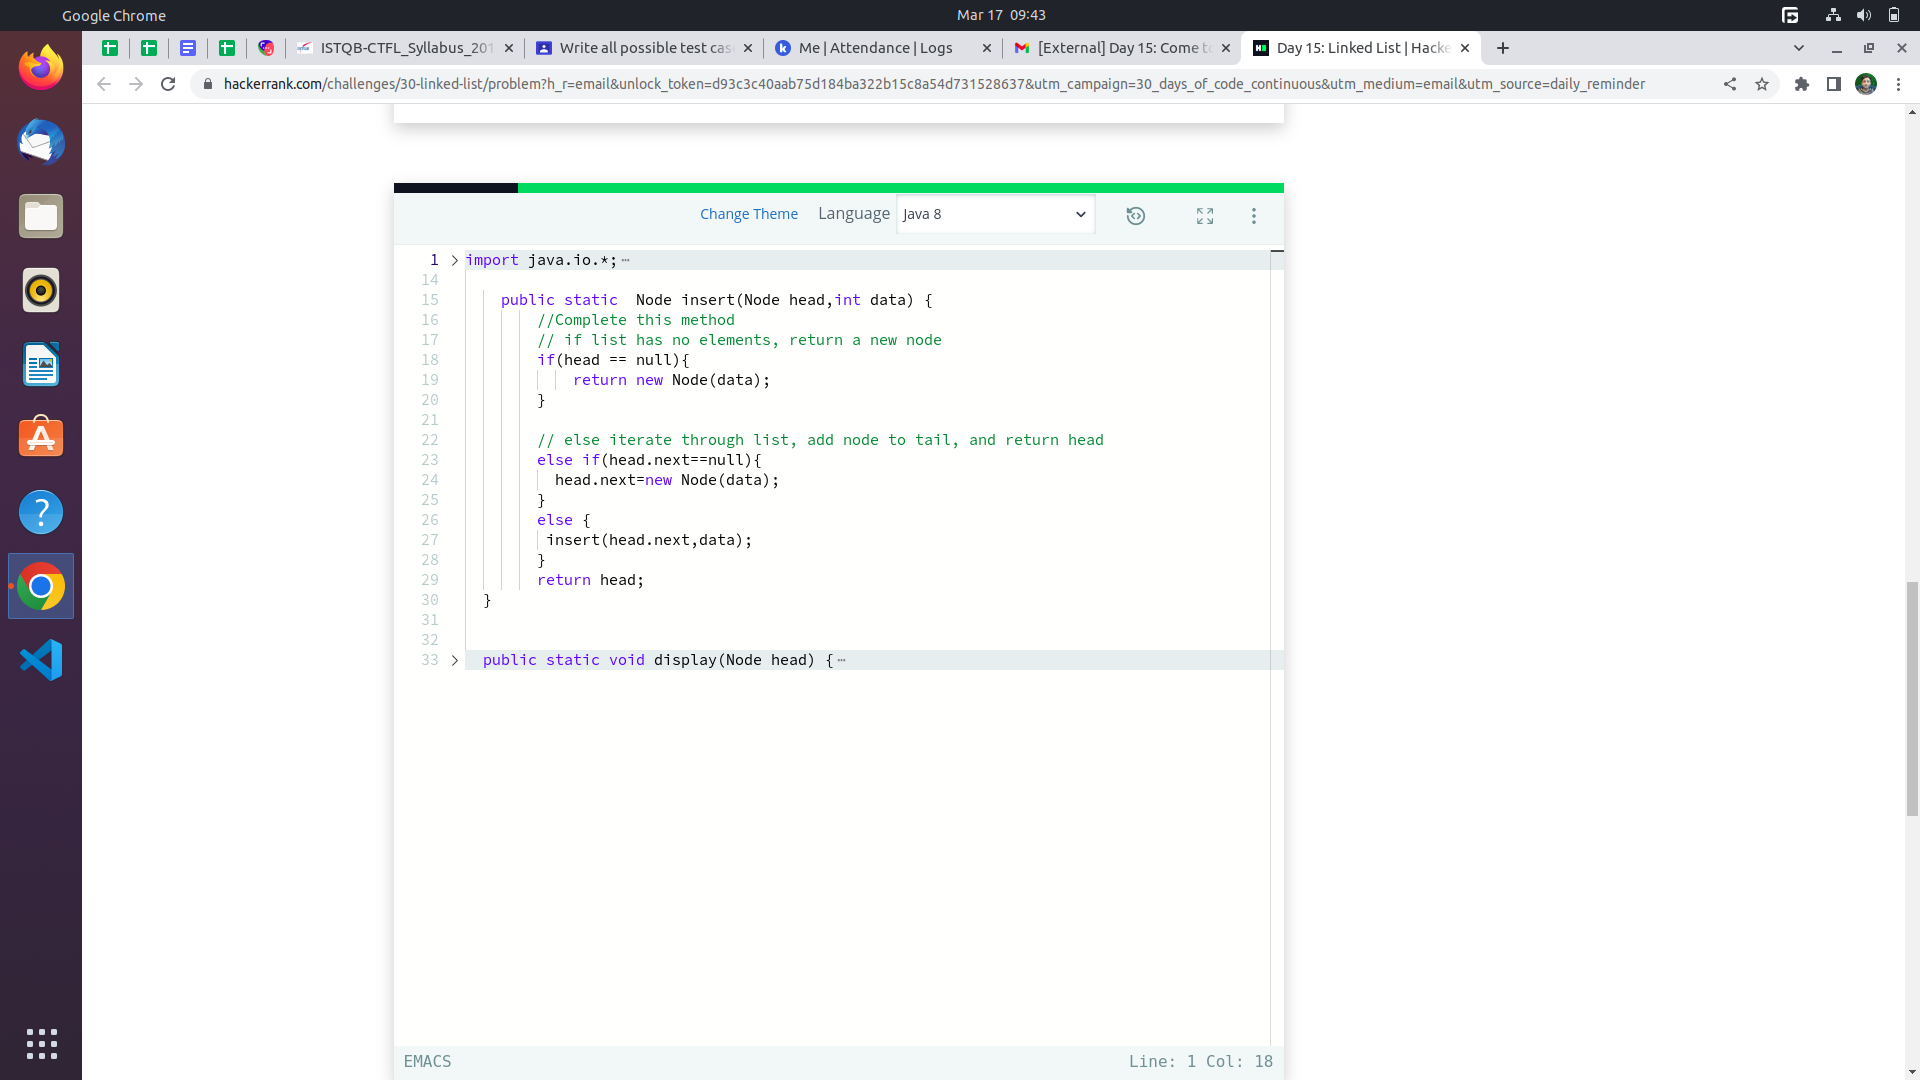 Google Chrome
Mar 17 09:43
ISTQB-CTFL_Syllabus_201
Write all possible test cas
Me | Attendance | Logs
[External] Day 15: Come to
Day 15: Linked List | Hacke
hackerrank.com/challenges/30-linked-list/problem?h_r=email&unlock_token=d93c3c40aab75d184ba322b15c8a54d731528637&utm_campaign=30_days_of_code_continuous&utm_medium=email&utm_source=daily_reminder
Change Theme Language Java 8
1 import java.io.*;
14
15 public static  Node insert(Node head,int data) {
16 //Complete this method
17 // if list has no elements, return a new node
18 if(head == null){
19 return new Node(data);
20 }
21
22 // else iterate through list, add node to tail, and return head
23 else if(head.next==null){
24 head.next=new Node(data);
25 }
26 else {
27 insert(head.next,data);
28 }
29 return head;
30 }
31
32
33 public static void display(Node head) {
EMACS
Line: 1 Col: 18